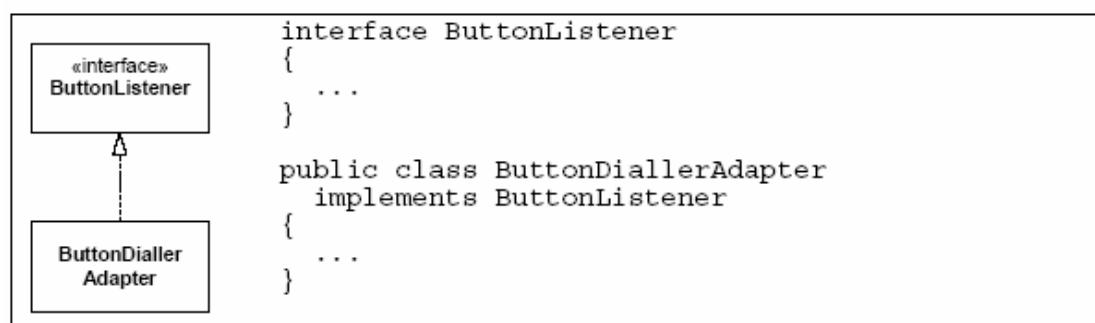 «interface»
ButtonListener
ButtonDialler
Adapter
interface ButtonListener
{
...
}
public class ButtonDiallerAdapter
implements ButtonListener
{
...
}